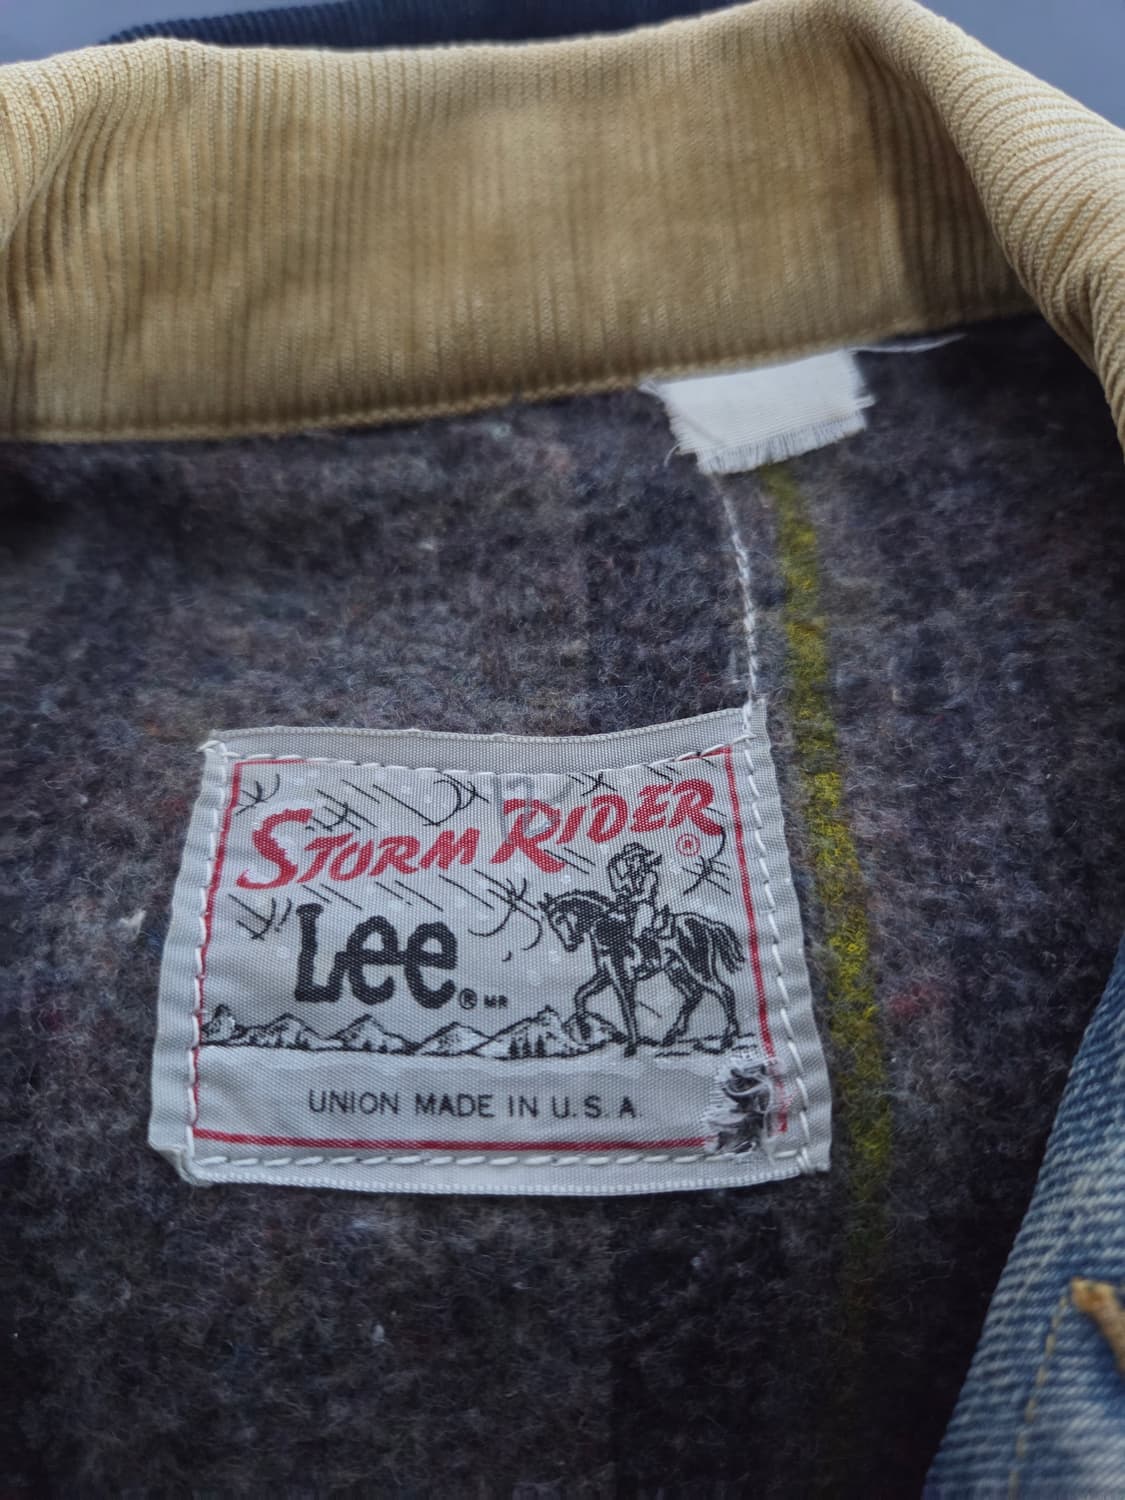 STORM RIDER ®
Lee ® MR
UNION MADE IN U.S.A